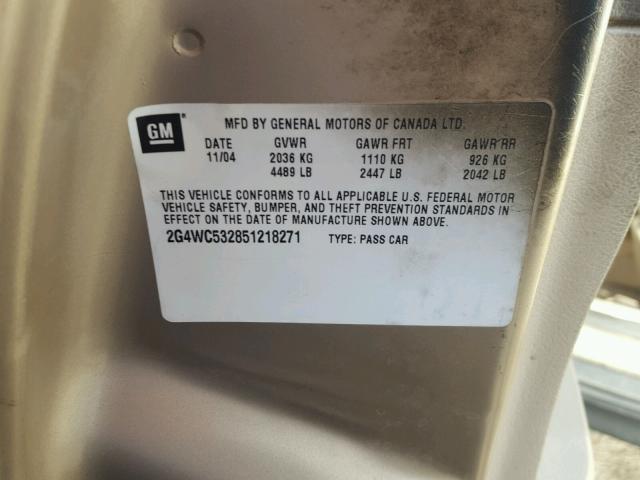 GM
MFD BY GENERAL MOTORS OF CANADA LTD.
DATE GVWR GAWR FRT GAWR RR
11/04 2036 KG 1110 KG 926 KG
4489 LB 2447 LB 2042 LB
THIS VEHICLE CONFORMS TO ALL APPLICABLE U.S. FEDERAL MOTOR
VEHICLE SAFETY, BUMPER, AND THEFT PREVENTION STANDARDS IN
EFFECT ON THE DATE OF MANUFACTURE SHOWN ABOVE.
2G4WC532851218271 TYPE: PASS CAR